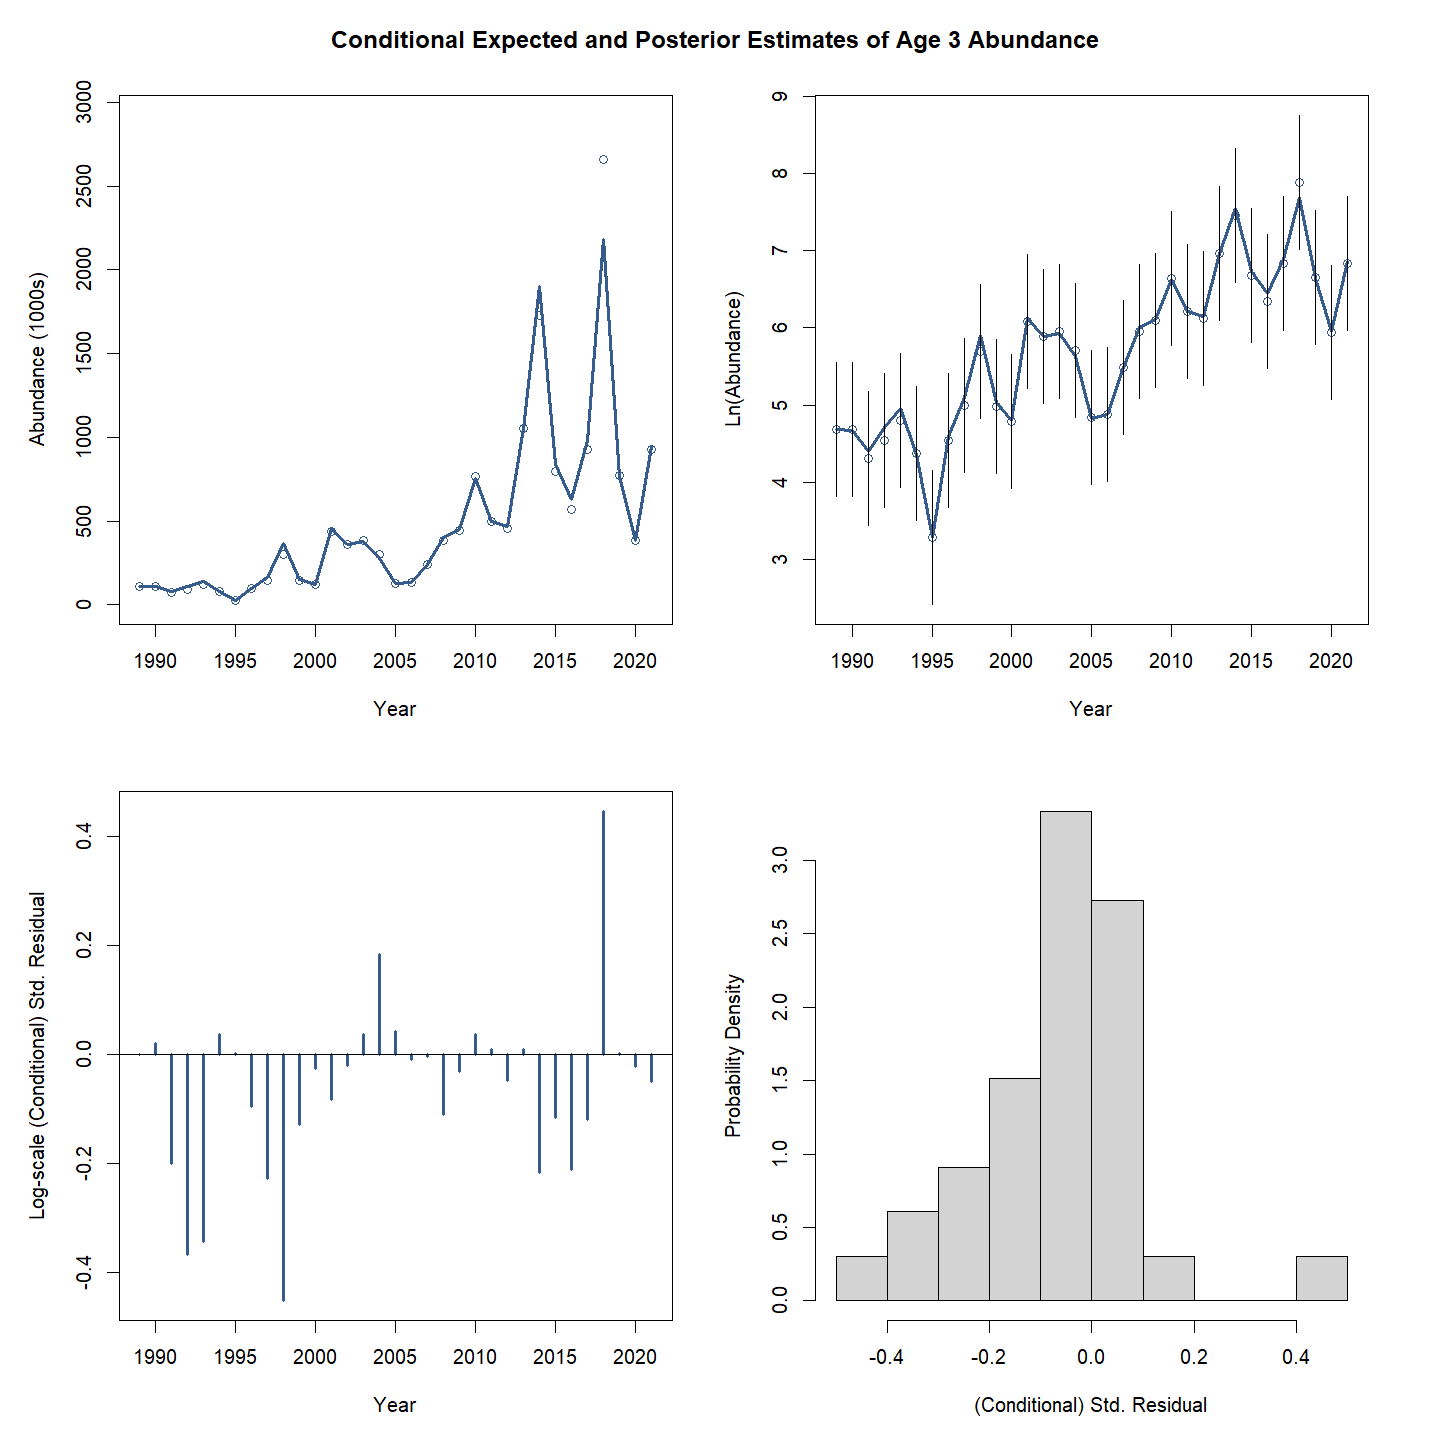 Conditional Expected and Posterior Estimates of Age 3 Abundance
Abundance (1000s)
3000
2500
2000
1500
1000
500
0
1990 1995 2000 2005 2010 2015 2020
Year
Ln(Abundance)
9
8
7
6
5
4
3
1990 1995 2000 2005 2010 2015 2020
Year
Log-scale (Conditional) Std. Residual
0.4
0.2
0.0
-0.2
-0.4
1990 1995 2000 2005 2010 2015 2020
Year
Probability Density
3.0
2.5
2.0
1.5
1.0
0.5
0.0
-0.4 -0.2 0.0 0.2 0.4
(Conditional) Std. Residual